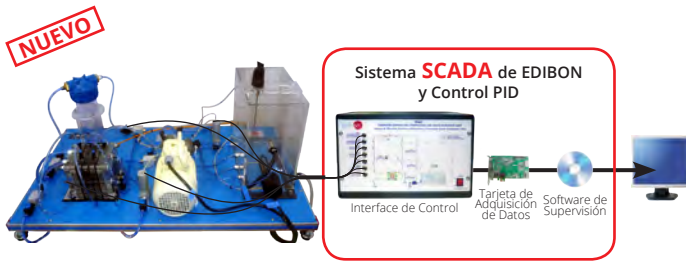 NUEVO
Sistema SCADA de EDIBON
y Control PID
Interface de Control
Tarjeta de
Adquisición
de Datos
Software de
Supervisión